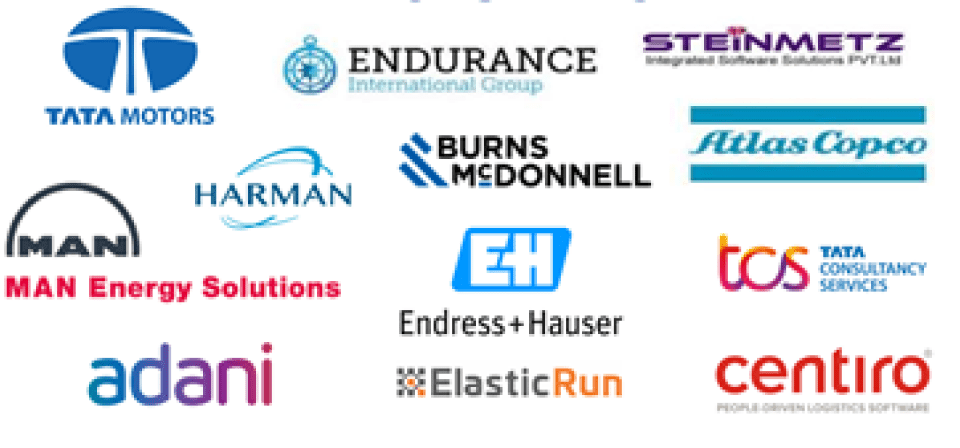 TATA MOTORS
ENDURANCE
International Group
STEINMETZ
Integrated Software Solutions PVT.Ltd
HARMAN
BURNS
McDONNELL
Atlas Copco
MAN
MAN Energy Solutions
EH
Endress+Hauser
tcs
TATA
CONSULTANCY
SERVICES
adani
ElasticRun
centiro
PEOPLE-DRIVEN LOGISTICS SOFTWARE